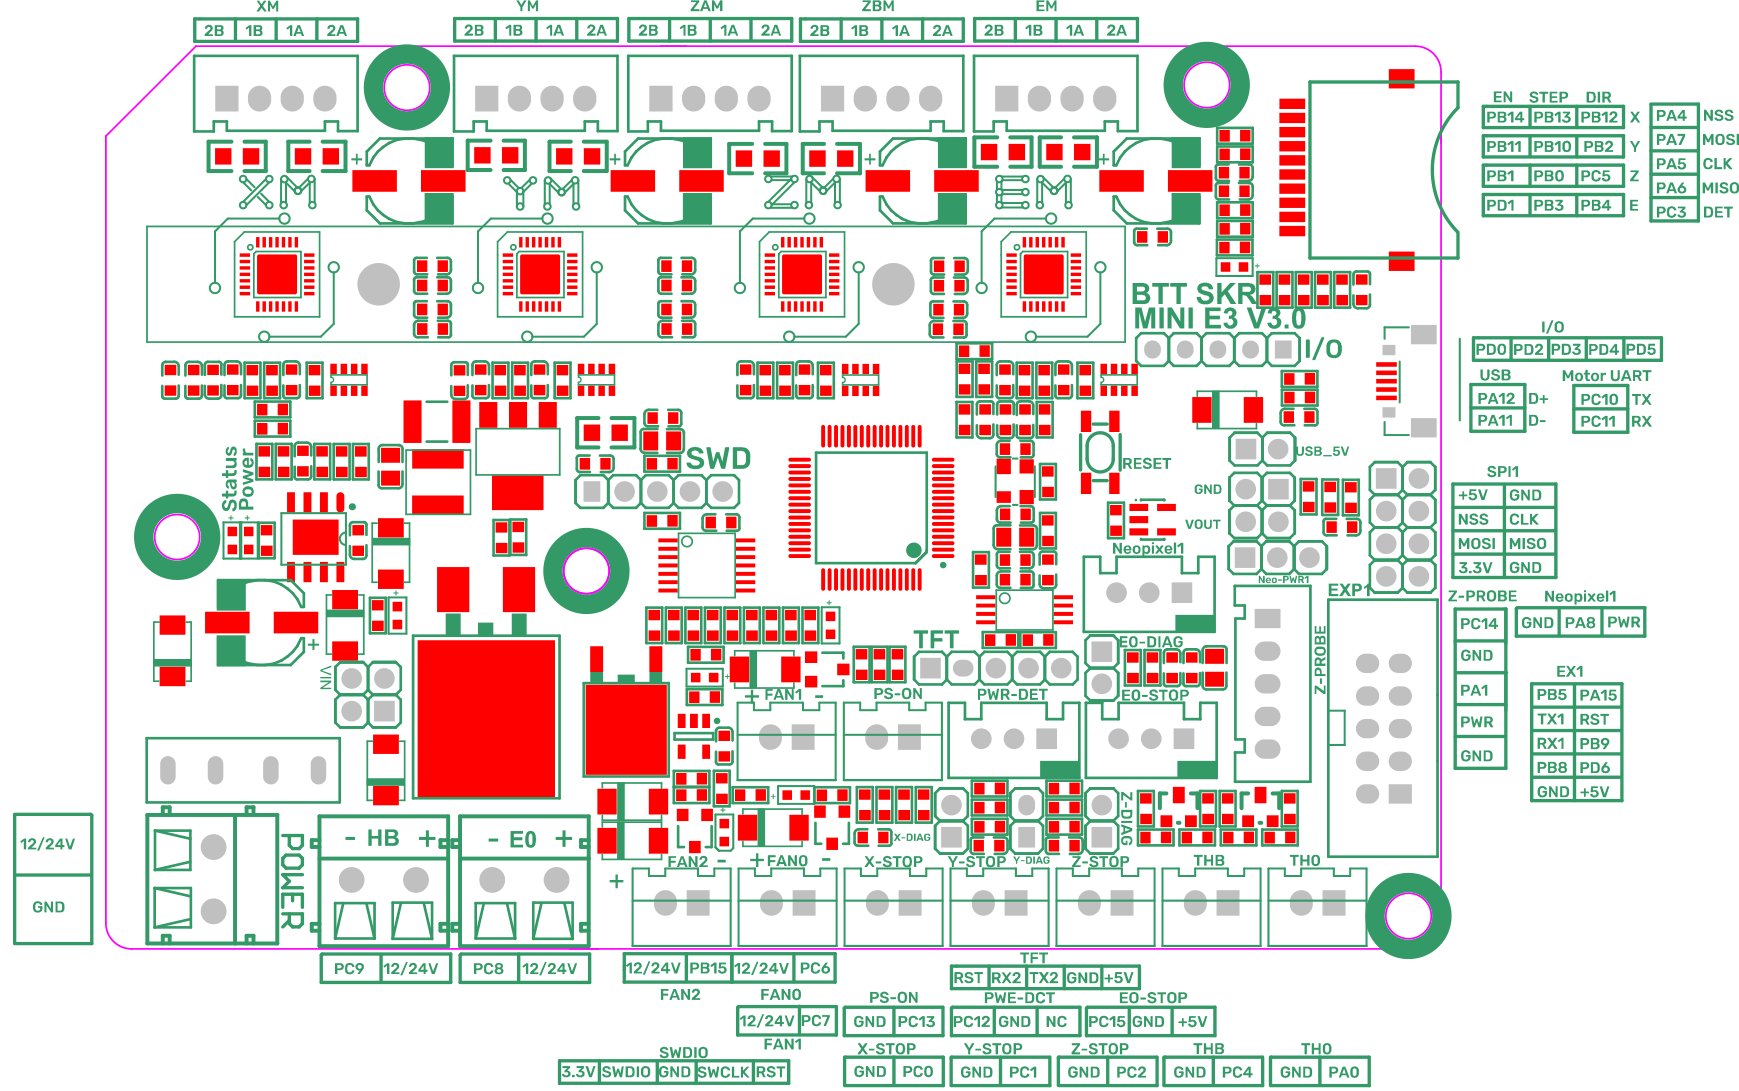 XM YM ZAM ZBM EM
2B 1B 1A 2A 2B 1B 1A 2A 2B 1B 1A 2A 2B 1B 1A 2A 2B 1B 1A 2A
EN STEP DIR
PB14 PB13 PB12 X
PB11 PB10 PB2 Y
PB1 PB0 PC5 Z
PD1 PB3 PB4 E
PA4 NSS
PA7 MOSI
PA5 CLK
PA6 MISO
PC3 DET
+ + + +
XM YM ZM EM
BTT SKR
MINI E3 V3.0
I/O
I/O
PD0 PD2 PD3 PD4 PD5
USB
PA12 D+
PA11 D-
Motor UART
PC10 TX
PC11 RX
Status
Power
SWD
RESET
USB_5V
GND
VOUT
Neopixel1
Neo-PWR1
SPI1
+5V GND
NSS CLK
MOSI MISO
3.3V GND
EXP1
Z-PROBE
PC14
GND
PA1
PWR
GND
Neopixel1
GND PA8 PWR
EX1
PB5 PA15
TX1 RST
RX1 PB9
PB8 PD6
GND +5V
TFT
E0-DIAG
Z-PROBE
VIN
+ FAN1 -
PS-ON
PWR-DET
E0-STOP
12/24V
GND
POWER
- HB +
- E0 +
X-DIAG
Z-DIAG
FAN2 -
+
+ FAN0 -
X-STOP
Y-STOP
Y-DIAG
Z-STOP
THB
TH0
PC9 12/24V
PC8 12/24V
12/24V PB15 12/24V PC6
FAN2 FAN0
12/24V PC7
FAN1
TFT
RST RX2 TX2 GND +5V
PS-ON PWE-DCT EO-STOP
GND PC13 PC12 GND NC PC15 GND +5V
X-STOP Y-STOP Z-STOP THB TH0
GND PC0 GND PC1 GND PC2 GND PC4 GND PA0
SWDIO
3.3V SWDIO GND SWCLK RST